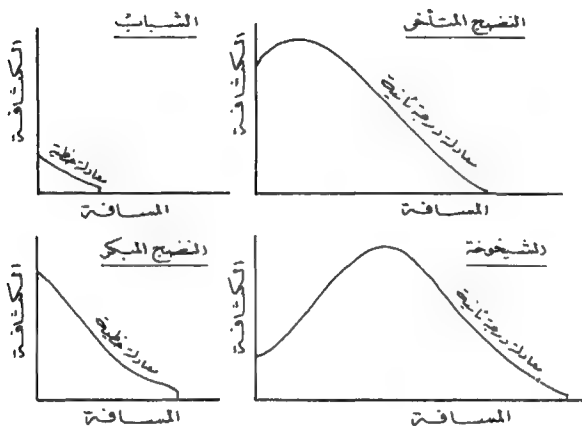 الشباب
الكثافة
معادلة خطية
المسافة
النضج المتأخر
الكثافة
معادلة درجة ثانية
المسافة
النضج المبكر
الكثافة
معادلة خطية
المسافة
الشيخوخة
الكثافة
معادلة درجة ثانية
المسافة